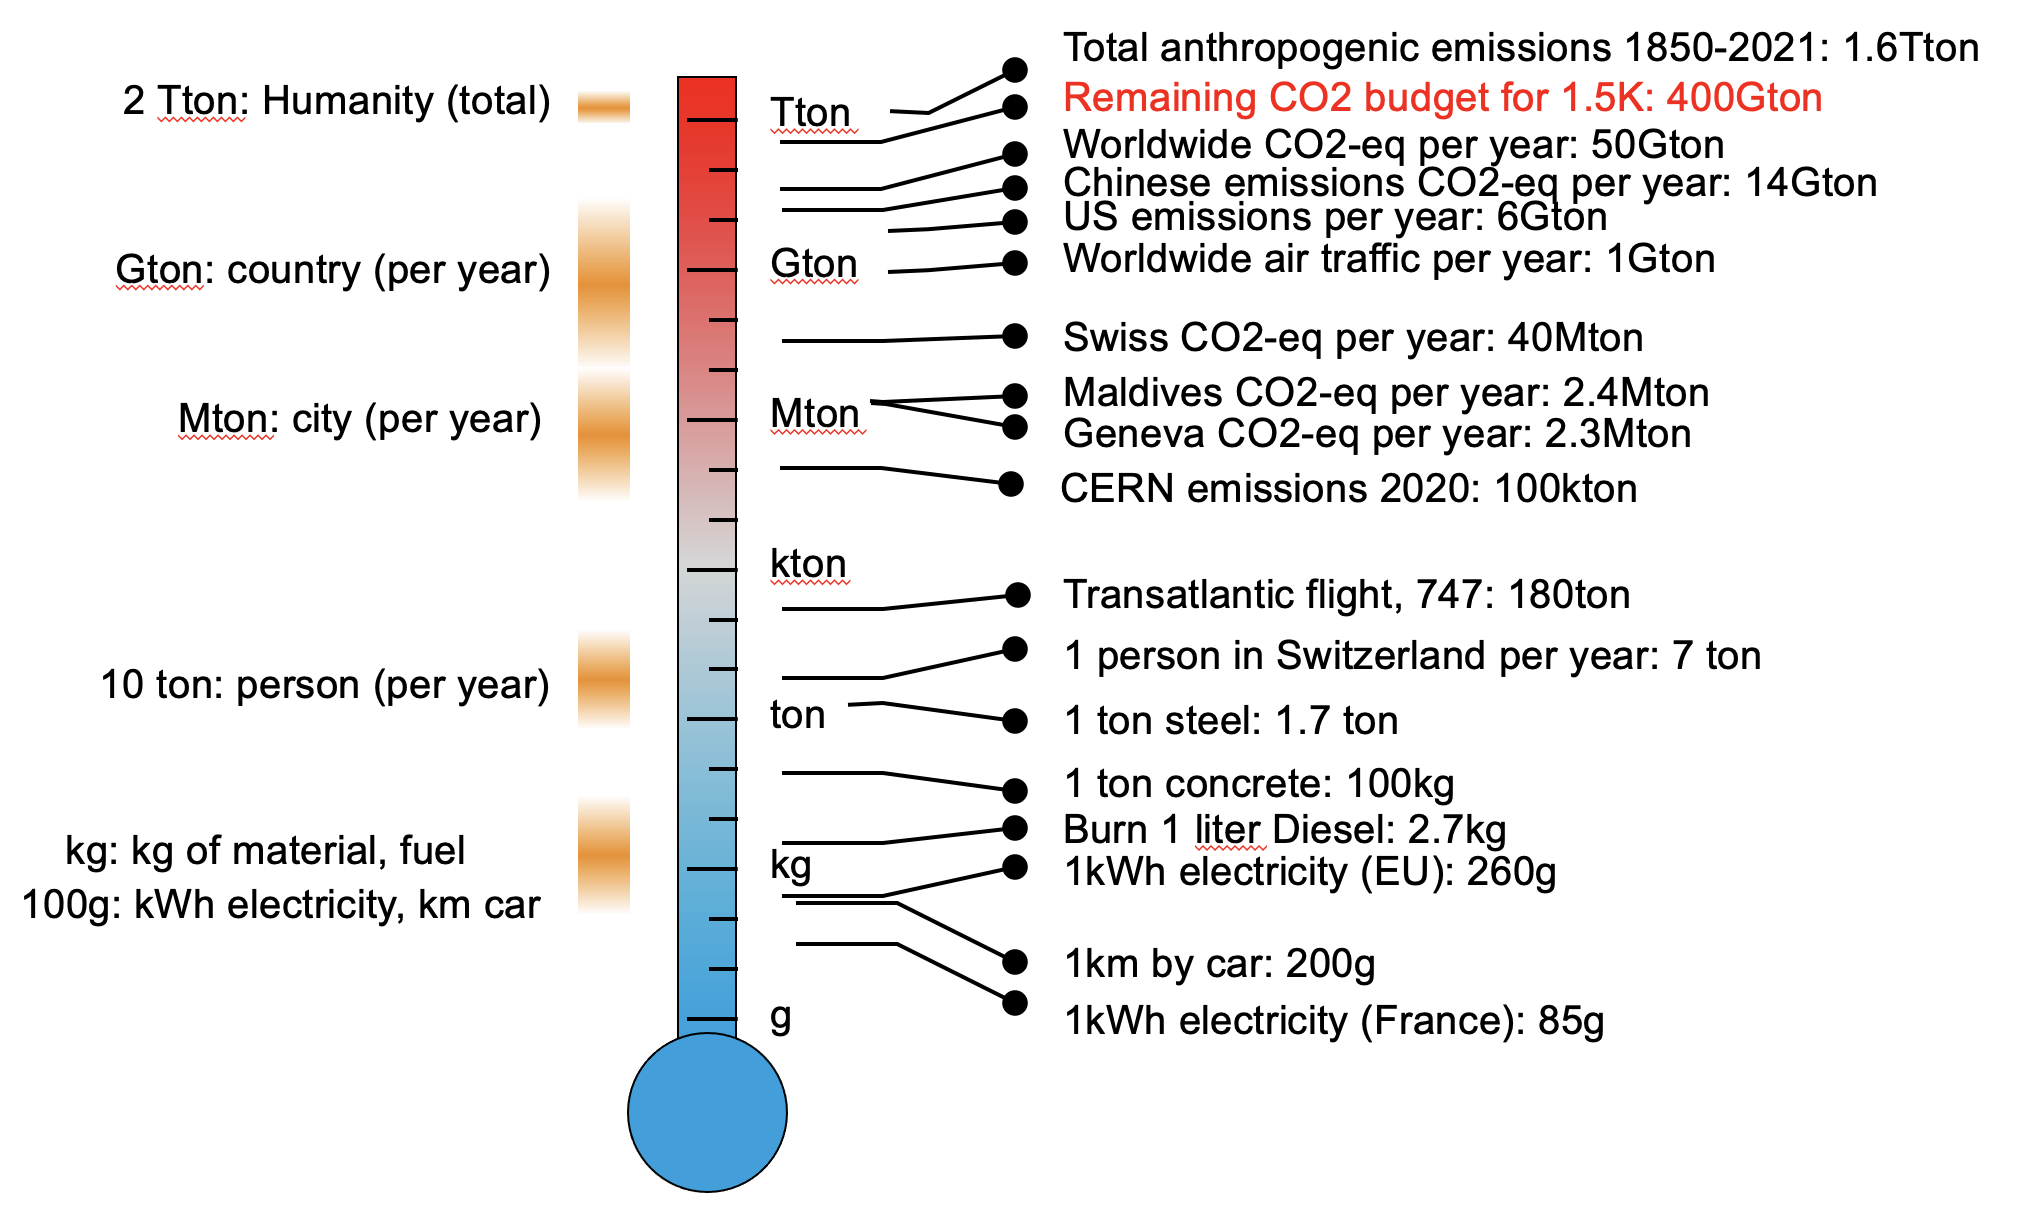 2 Tton: Humanity (total)
Gton: country (per year)
Mton: city (per year)
10 ton: person (per year)
kg: kg of material, fuel
100g: kWh electricity, km car
Tton
Gton
Mton
kton
ton
kg
g
Total anthropogenic emissions 1850-2021: 1.6Tton
Remaining CO2 budget for 1.5K: 400Gton
Worldwide CO2-eq per year: 50Gton
Chinese emissions CO2-eq per year: 14Gton
US emissions per year: 6Gton
Worldwide air traffic per year: 1Gton
Swiss CO2-eq per year: 40Mton
Maldives CO2-eq per year: 2.4Mton
Geneva CO2-eq per year: 2.3Mton
CERN emissions 2020: 100kton
Transatlantic flight, 747: 180ton
1 person in Switzerland per year: 7 ton
1 ton steel: 1.7 ton
1 ton concrete: 100kg
Burn 1 liter Diesel: 2.7kg
1kWh electricity (EU): 260g
1km by car: 200g
1kWh electricity (France): 85g